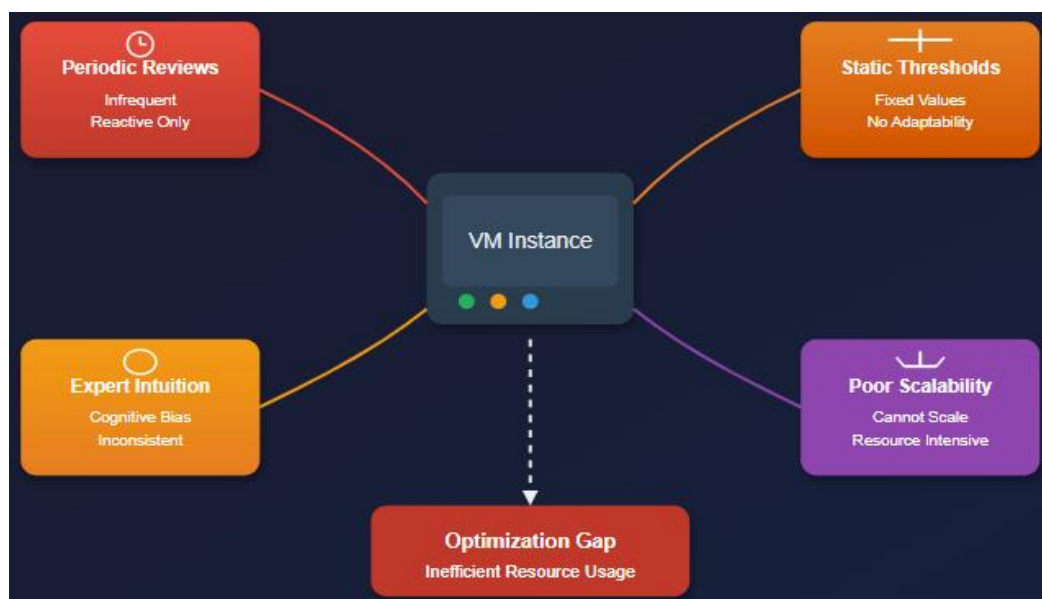 Periodic Reviews
Infrequent
Reactive Only
Static Thresholds
Fixed Values
No Adaptability
VM Instance
Expert Intuition
Cognitive Bias
Inconsistent
Poor Scalability
Cannot Scale
Resource Intensive
Optimization Gap
Inefficient Resource Usage